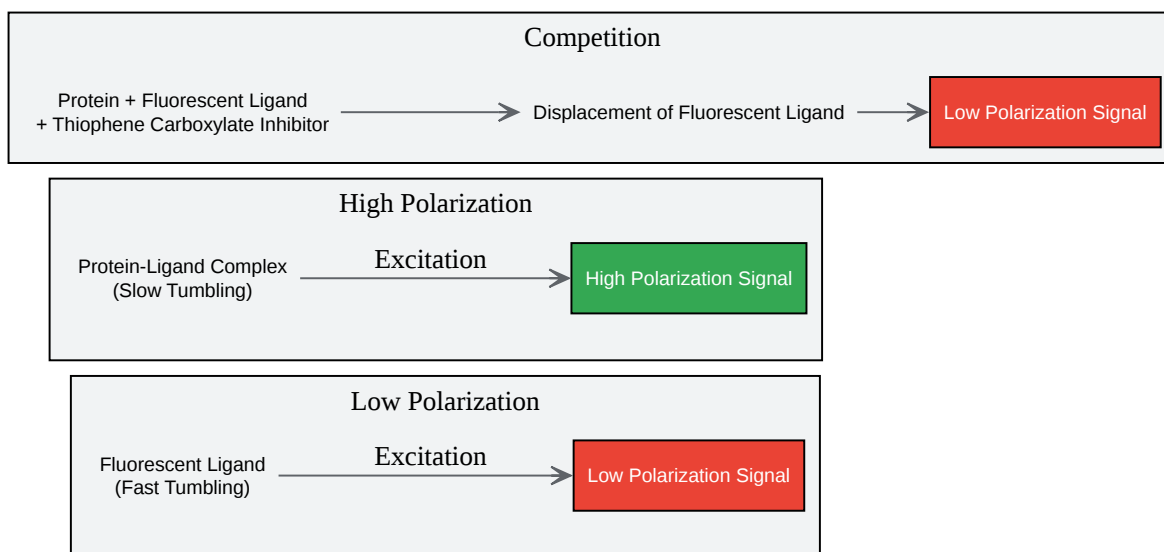 Competition
Protein + Fluorescent Ligand
+ Thiophene Carboxylate Inhibitor
Displacement of Fluorescent Ligand
Low Polarization Signal
High Polarization
Protein-Ligand Complex
(Slow Tumbling)
Excitation
High Polarization Signal
Low Polarization
Fluorescent Ligand
(Fast Tumbling)
Excitation
Low Polarization Signal